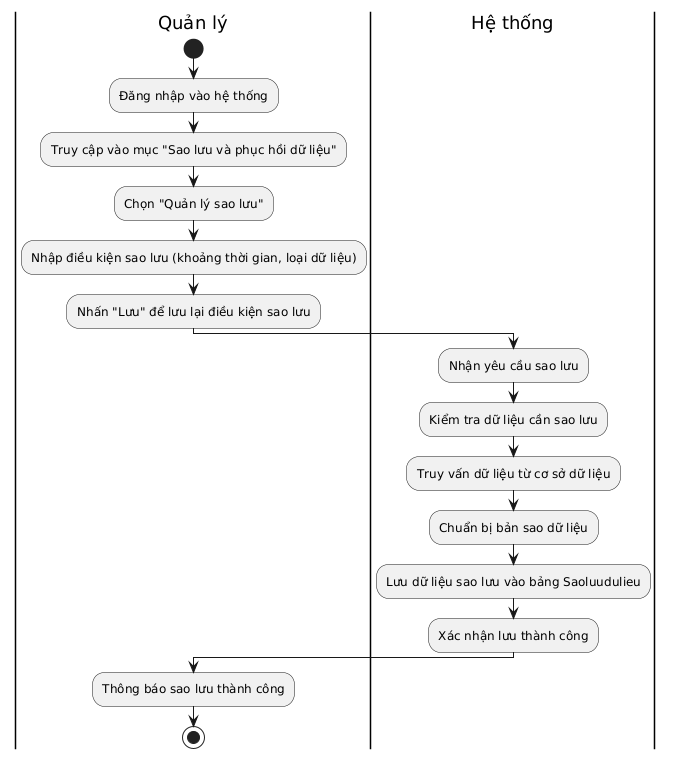 Quản lý
Hệ thống
Đăng nhập vào hệ thống
Truy cập vào mục "Sao lưu và phục hồi dữ liệu"
Chọn "Quản lý sao lưu"
Nhập điều kiện sao lưu (khoảng thời gian, loại dữ liệu)
Nhấn "Lưu" để lưu lại điều kiện sao lưu
Nhận yêu cầu sao lưu
Kiểm tra dữ liệu cần sao lưu
Truy vấn dữ liệu từ cơ sở dữ liệu
Chuẩn bị bản sao dữ liệu
Lưu dữ liệu sao lưu vào bảng Saoluudulieu
Xác nhận lưu thành công
Thông báo sao lưu thành công